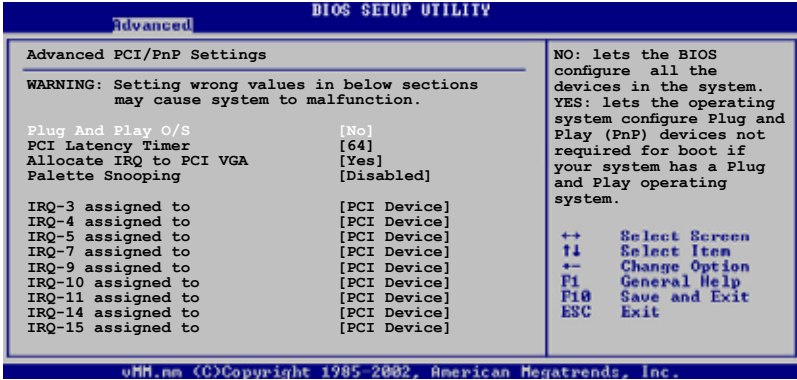 BIOS SETUP UTILITY
Advanced
Advanced PCI/PnP Settings
WARNING: Setting wrong values in below sections
may cause system to malfunction.
Plug And Play O/S [No]
PCI Latency Timer [64]
Allocate IRQ to PCI VGA [Yes]
Palette Snooping [Disabled]
IRQ-3 assigned to [PCI Device]
IRQ-4 assigned to [PCI Device]
IRQ-5 assigned to [PCI Device]
IRQ-7 assigned to [PCI Device]
IRQ-9 assigned to [PCI Device]
IRQ-10 assigned to [PCI Device]
IRQ-11 assigned to [PCI Device]
IRQ-14 assigned to [PCI Device]
IRQ-15 assigned to [PCI Device]
NO: lets the BIOS
configure all the
devices in the system.
YES: lets the operating
system configure Plug and
Play (PnP) devices not
required for boot if
your system has a Plug
and Play operating
system.
↔ Select Screen
↑↓ Select Item
+- Change Option
F1 General Help
F10 Save and Exit
ESC Exit
vMM.mm (C)Copyright 1985-2002, American Megatrends, Inc.